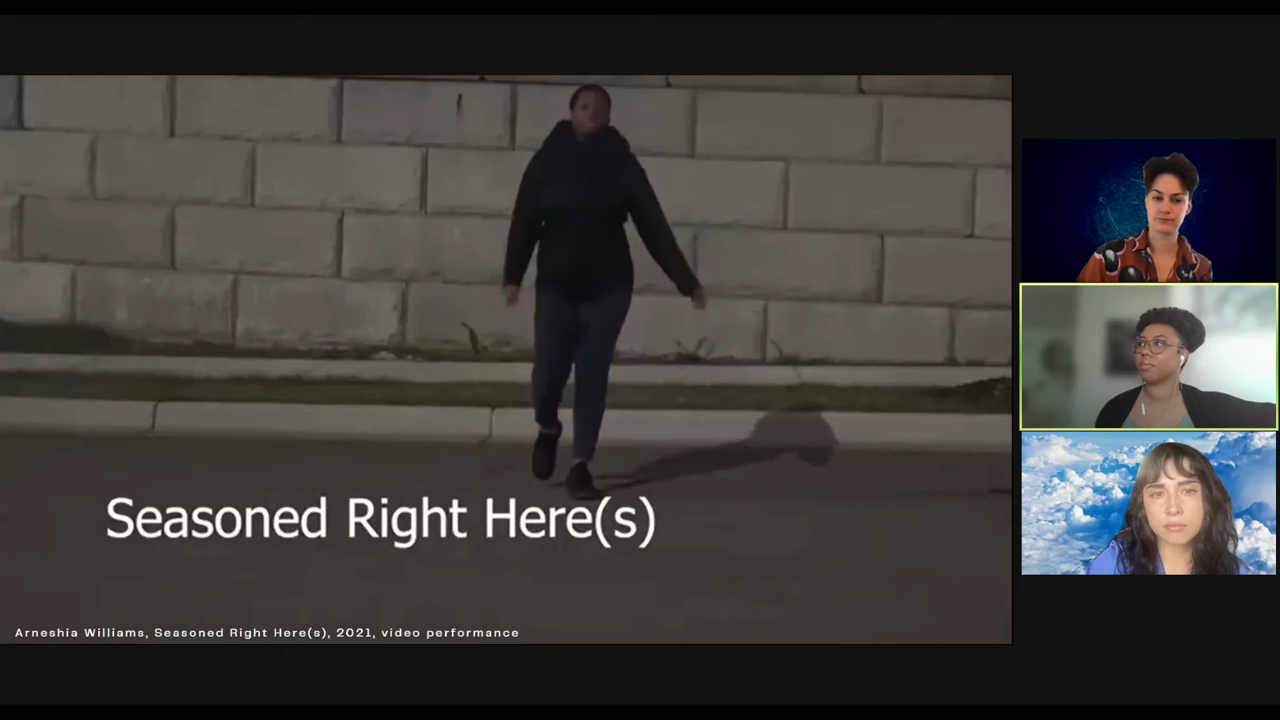 Seasoned Right Here(s)
Arneshia Williams, Seasoned Right Here(s), 2021, video performance